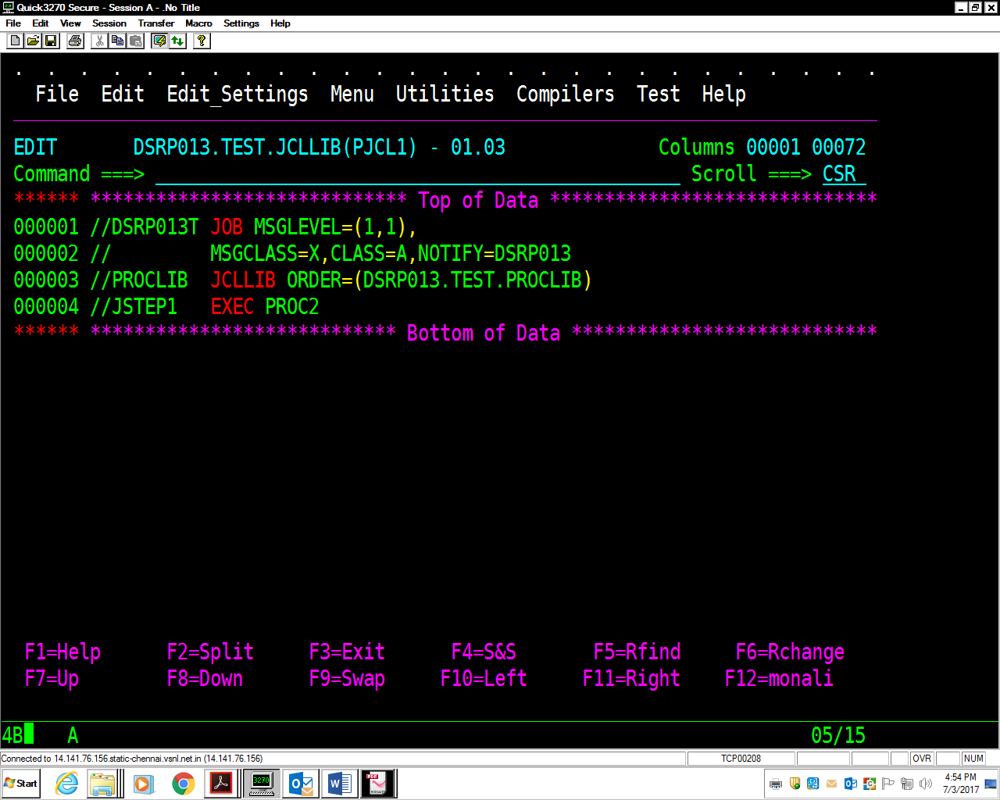 Quick3270 Secure - Session A - .No Title
File Edit View Session Transfer Macro Settings Help
. . . . . . . . . . . . . . . . . . . . . . . . . . .
File Edit Edit_Settings Menu Utilities Compilers Test Help
EDIT DSRP013.TEST.JCLLIB(PJCL1) - 01.03 Columns 00001 00072
Command ===> Scroll ===> CSR
****** ***************************** Top of Data ******************************
000001 //DSRP013T JOB MSGLEVEL=(1,1),
000002 // MSGCLASS=X,CLASS=A,NOTIFY=DSRP013
000003 //PROCLIB JCLLIB ORDER=(DSRP013.TEST.PROCLIB)
000004 //JSTEP1 EXEC PROC2
****** **************************** Bottom of Data ****************************
F1=Help F2=Split F3=Exit F4=S&S F5=Rfind F6=Rchange
F7=Up F8=Down F9=Swap F10=Left F11=Right F12=monali
4B A 05/15
Connected to 14.141.76.156.static-chennai.vsnl.net.in (14.141.76.156) TCP00208 OVR NUM
Start 3270 4:54 PM
7/3/2017